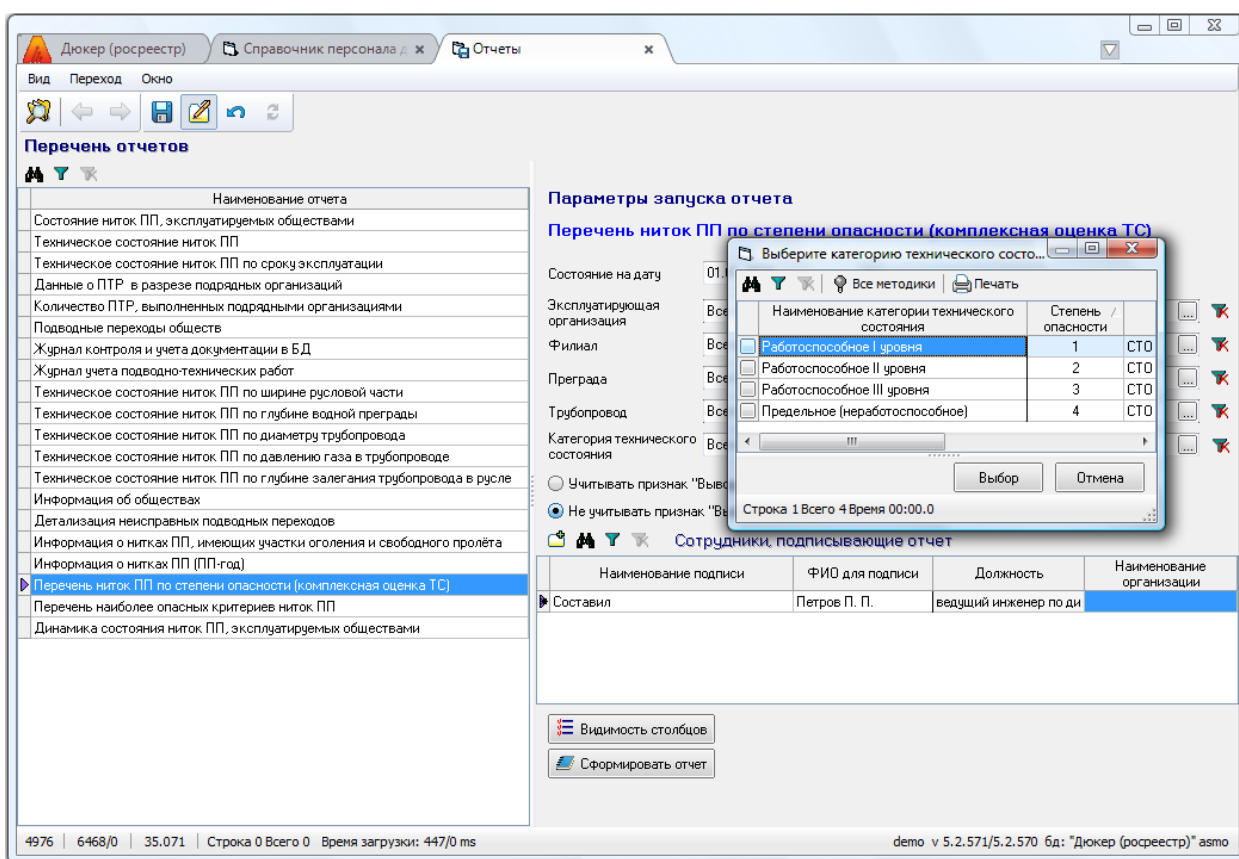 Дюкер (росреестр)
Справочник персонала д
Отчеты
Вид Переход Окно
Перечень отчетов
Наименование отчета
Состояние ниток ПП, эксплуатируемых обществами
Техническое состояние ниток ПП
Техническое состояние ниток ПП по сроку эксплуатации
Данные о ПТР в разрезе подрядных организаций
Количество ПТР, выполненных подрядными организациями
Подводные переходы обществ
Журнал контроля и учета документации в БД
Журнал учета подводно-технических работ
Техническое состояние ниток ПП по ширине русловой части
Техническое состояние ниток ПП по глубине водной преграды
Техническое состояние ниток ПП по диаметру трубопровода
Техническое состояние ниток ПП по давлению газа в трубопроводе
Техническое состояние ниток ПП по глубине залегания трубопровода в русле
Информация об обществах
Детализация неисправных подводных переходов
Информация о нитках ПП, имеющих участки оголения и свободного пролёта
Информация о нитках ПП (ПП-год)
Перечень ниток ПП по степени опасности (комплексная оценка ТС)
Перечень наиболее опасных критериев ниток ПП
Динамика состояния ниток ПП, эксплуатируемых обществами
Параметры запуска отчета
Перечень ниток ПП по степени опасности (комплексная оценка ТС)
Состояние на дату 01.
Эксплуатирующая
организация
Все
Филиал Все
Преграда Все
Трубопровод Все
Категория технического
состояния
Все
Учитывать признак "Выво
Не учитывать признак "Вы
Выберите категорию технического состо...
Все методики Печать
Наименование категории технического
состояния
Степень
опасности
Работоспособное I уровня 1 СТО
Работоспособное II уровня 2 СТО
Работоспособное III уровня 3 СТО
Предельное (неработоспособное) 4 СТО
Выбор Отмена
Строка 1 Всего 4 Время 00:00.0
Сотрудники, подписывающие отчет
Наименование подписи ФИО для подписи Должность Наименование
организации
Составил Петров П. П. ведущий инженер по ди
Видимость столбцов
Сформировать отчет
4976 6468/0 35.071 Строка 0 Всего 0 Время загрузки: 447/0 ms demo v 5.2.571/5.2.570 бд: "Дюкер (росреестр)" asmo